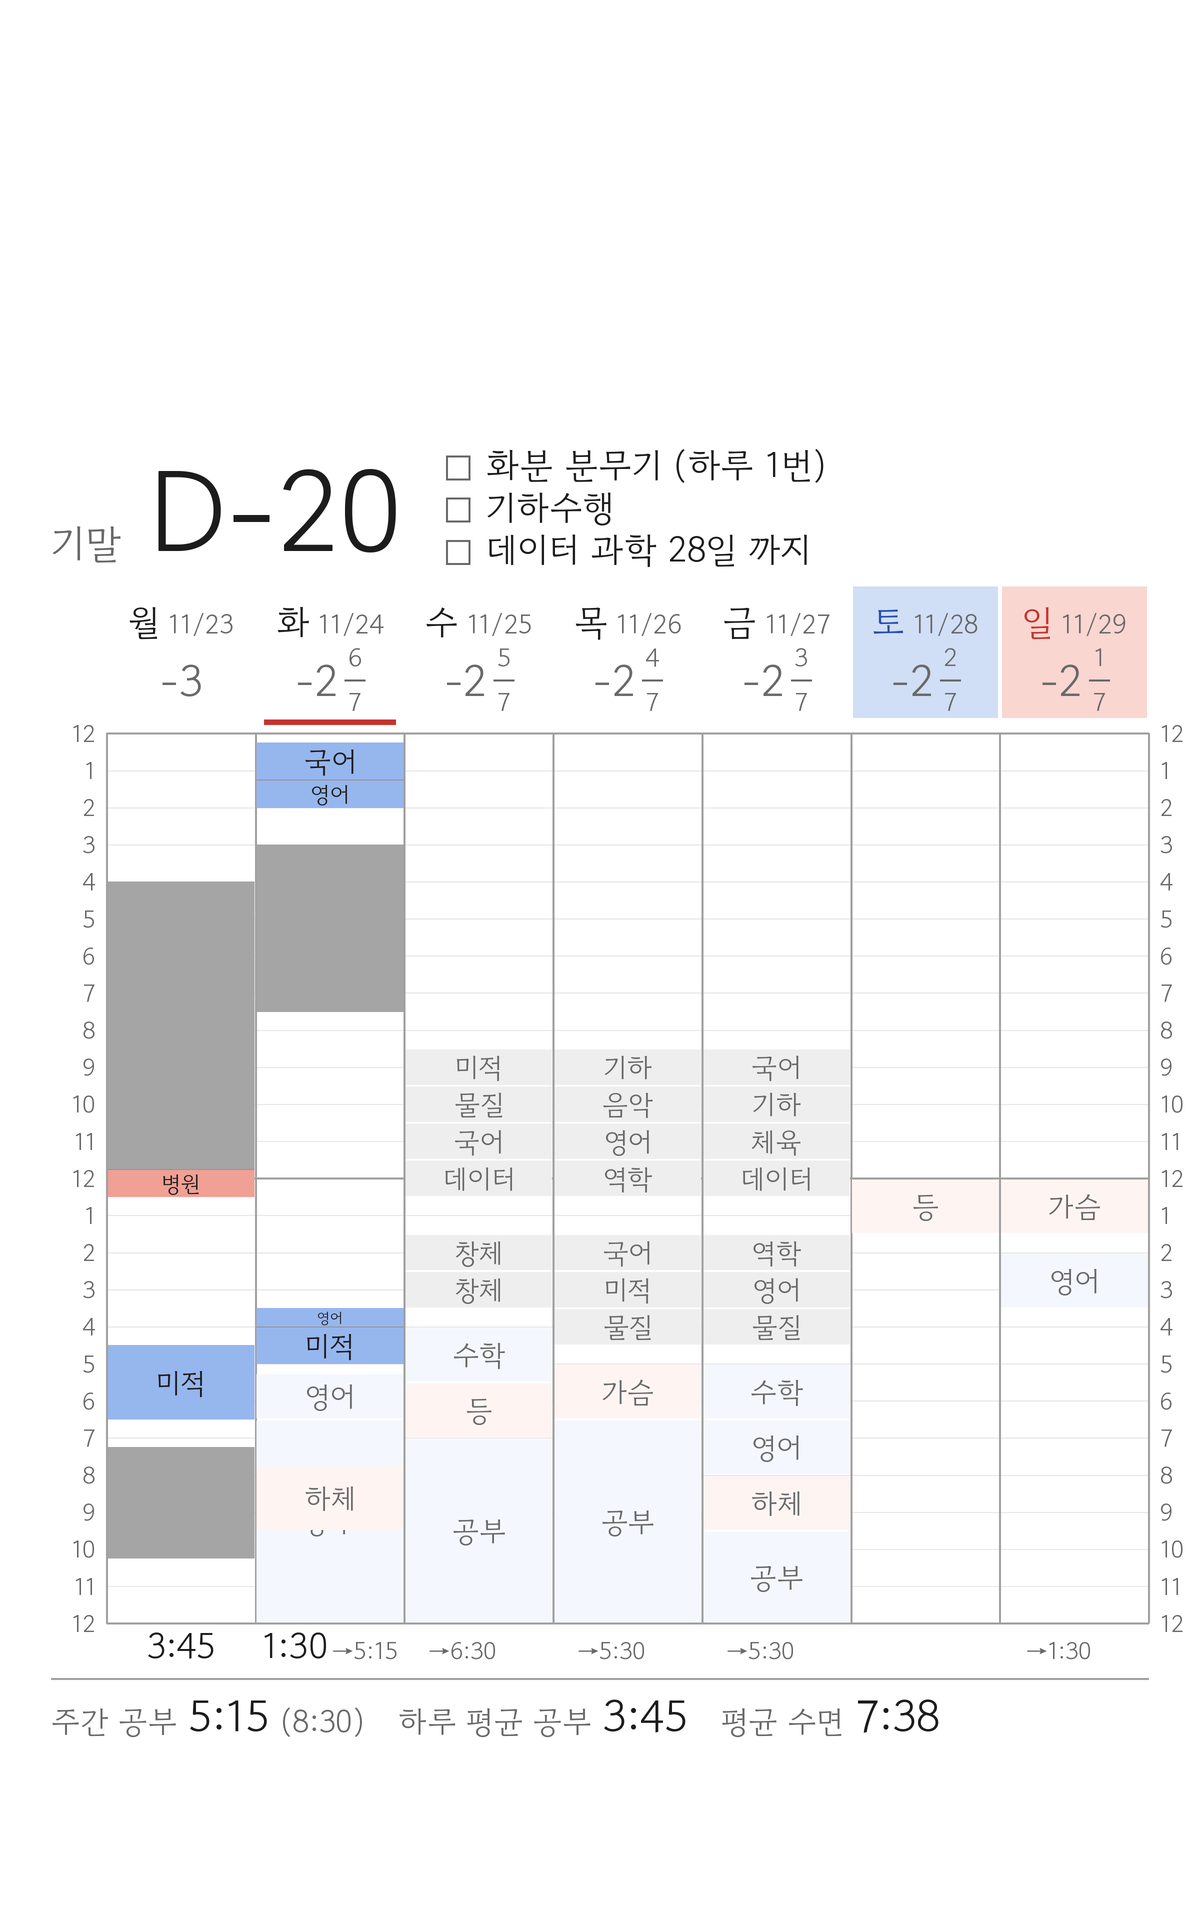 기말 D-20
□ 화분 분무기 (하루 1번)
□ 기하수행
□ 데이터 과학 28일 까지
월 11/23 화 11/24 수 11/25 목 11/26 금 11/27 토 11/28 일 11/29
-3 -2 6/7 -2 5/7 -2 4/7 -2 3/7 -2 2/7 -2 1/7
12 12
국어
1 1
영어
2 2
3 3
4 4
5 5
6 6
7 7
8 8
9 미적 기하 국어 9
10 물질 음악 기하 10
11 국어 영어 체육 11
12 병원 데이터 역학 데이터 12
1 등 가슴 1
2 창체 국어 역학 2
3 창체 미적 영어 영어 3
영어
4 물질 물질 4
미적 수학
5 미적 5
영어 가슴 수학
6 등 6
7 영어 7
8 8
9 하체 하체 9
공부 공부
10 10
11 공부 11
12 12
3:45 1:30 →5:15 →6:30 →5:30 →5:30 →1:30
주간 공부 5:15 (8:30) 하루 평균 공부 3:45 평균 수면 7:38